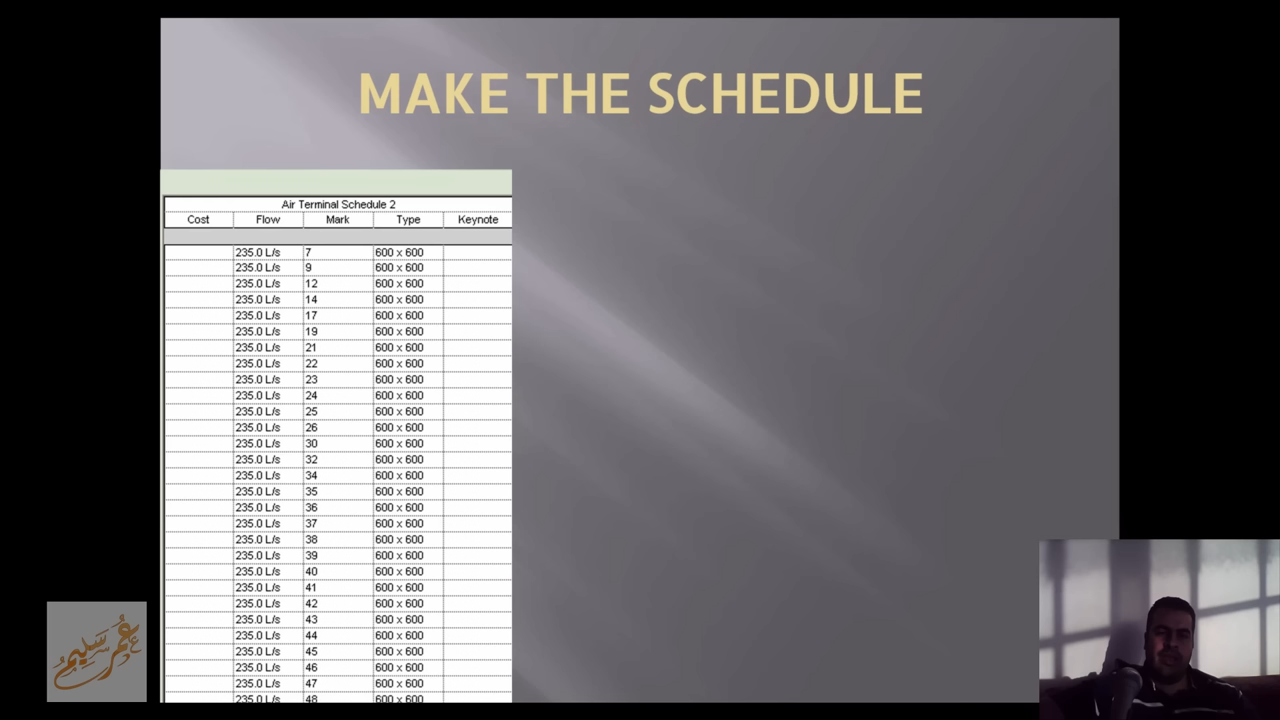 MAKE THE SCHEDULE
Air Terminal Schedule 2
Cost Flow Mark Type Keynote
235.0 L/s 7 600 x 600
235.0 L/s 9 600 x 600
235.0 L/s 12 600 x 600
235.0 L/s 14 600 x 600
235.0 L/s 17 600 x 600
235.0 L/s 19 600 x 600
235.0 L/s 21 600 x 600
235.0 L/s 22 600 x 600
235.0 L/s 23 600 x 600
235.0 L/s 24 600 x 600
235.0 L/s 25 600 x 600
235.0 L/s 26 600 x 600
235.0 L/s 30 600 x 600
235.0 L/s 32 600 x 600
235.0 L/s 34 600 x 600
235.0 L/s 35 600 x 600
235.0 L/s 36 600 x 600
235.0 L/s 37 600 x 600
235.0 L/s 38 600 x 600
235.0 L/s 39 600 x 600
235.0 L/s 40 600 x 600
235.0 L/s 41 600 x 600
235.0 L/s 42 600 x 600
235.0 L/s 43 600 x 600
235.0 L/s 44 600 x 600
235.0 L/s 45 600 x 600
235.0 L/s 46 600 x 600
235.0 L/s 47 600 x 600
235.0 L/s 48 600 x 600
عمر سليم